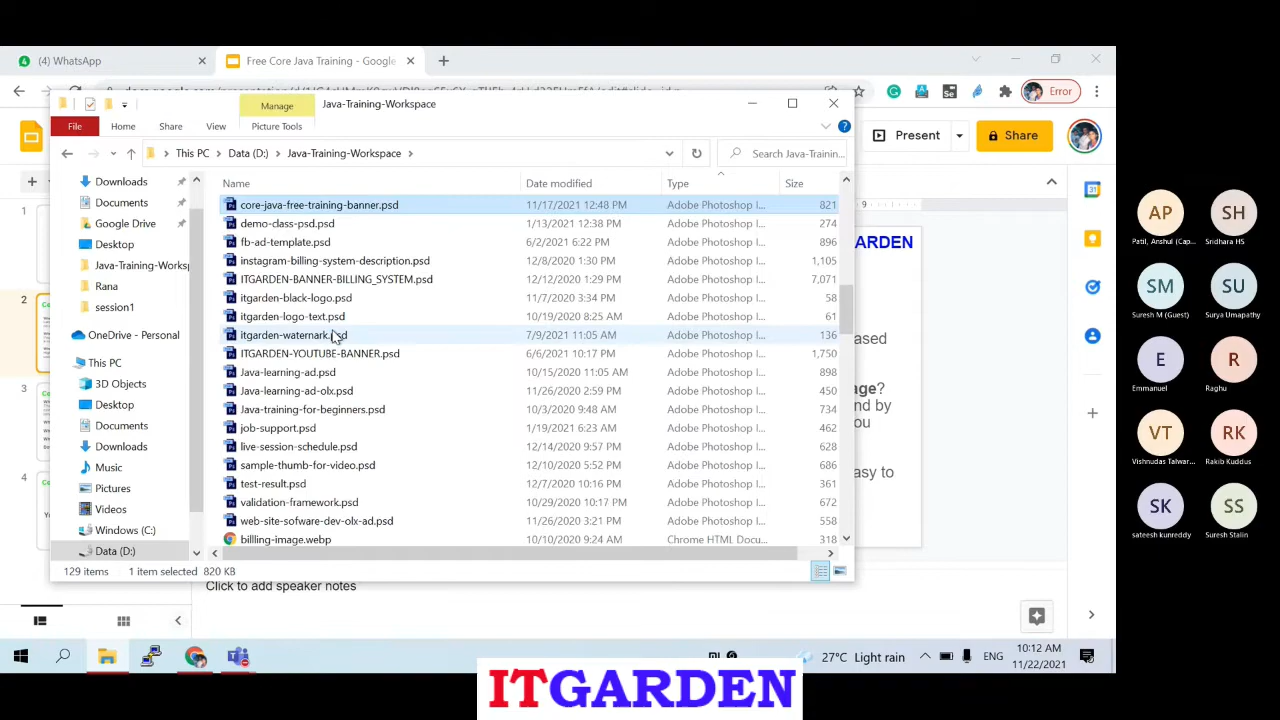 (4) WhatsApp
Free Core Java Training - Google
Error
File
Manage
Java-Training-Workspace
Home
Share
View
Picture Tools
This PC
Data (D:)
Java-Training-Workspace
Search Java-Trainin...
Present
Share
Name
Date modified
Type
Size
Downloads
Documents
Google Drive
Desktop
Java-Training-Worksp
Rana
session1
OneDrive - Personal
This PC
3D Objects
Desktop
Documents
Downloads
Music
Pictures
Videos
Windows (C:)
Data (D:)
core-java-free-training-banner.psd 11/17/2021 12:48 PM Adobe Photoshop I... 821
demo-class-psd.psd 1/13/2021 12:38 PM Adobe Photoshop I... 274
fb-ad-template.psd 6/2/2021 6:22 PM Adobe Photoshop I... 896
instagram-billing-system-description.psd 12/8/2020 1:30 PM Adobe Photoshop I... 1,105
ITGARDEN-BANNER-BILLING_SYSTEM.psd 12/12/2020 1:29 PM Adobe Photoshop I... 7,071
itgarden-black-logo.psd 11/7/2020 3:34 PM Adobe Photoshop I... 58
itgarden-logo-text.psd 10/19/2020 8:25 AM Adobe Photoshop I... 61
itgarden-waternark.psd 7/9/2021 11:05 AM Adobe Photoshop I... 136
ITGARDEN-YOUTUBE-BANNER.psd 6/6/2021 10:17 PM Adobe Photoshop I... 1,750
Java-learning-ad.psd 10/15/2020 11:05 AM Adobe Photoshop I... 898
Java-learning-ad-olx.psd 11/26/2020 2:59 PM Adobe Photoshop I... 450
Java-training-for-beginners.psd 10/3/2020 9:48 AM Adobe Photoshop I... 734
job-support.psd 1/19/2021 6:23 AM Adobe Photoshop I... 462
live-session-schedule.psd 12/14/2020 9:57 PM Adobe Photoshop I... 628
sample-thumb-for-video.psd 12/10/2020 5:52 PM Adobe Photoshop I... 686
test-result.psd 12/7/2020 10:16 PM Adobe Photoshop I... 361
validation-framework.psd 10/29/2020 10:17 PM Adobe Photoshop I... 672
web-site-sofware-dev-olx-ad.psd 11/26/2020 3:21 PM Adobe Photoshop I... 558
billling-image.webp 10/10/2020 9:24 AM Chrome HTML Docu... 318
129 items 1 item selected 820 KB
1
2
3
4
9
ARDEN
ased
age?
and by
ou
asy to
Click to add speaker notes
27°C Light rain
ENG
10:12 AM
11/22/2021
AP
Patil, Anshul (Cap...
SH
Sridhara HS
SM
Suresh M (Guest)
SU
Surya Umapathy
E
Emmanuel
R
Raghu
VT
Vishnudas Talwar...
RK
Rakib Kuddus
SK
sateesh kunreddy
SS
Suresh Stalin
ITGARDEN